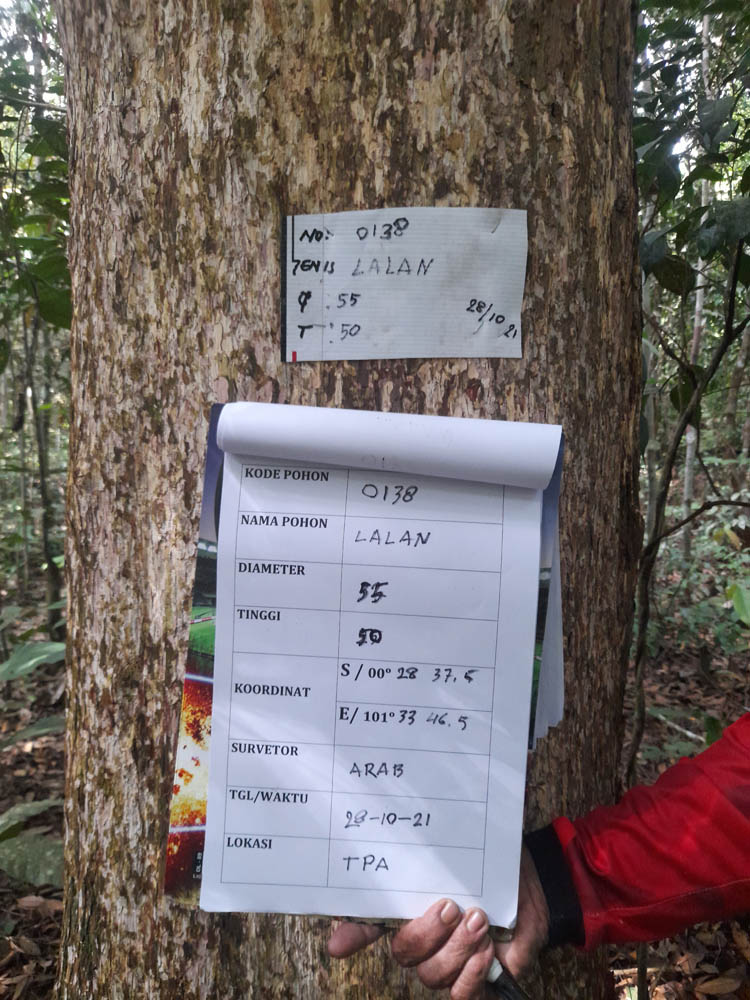 NO: 0138
JENIS LALAN
φ : 55
T : 50
28/10 21
KODE POHON 0138
NAMA POHON LALAN
DIAMETER 55
TINGGI 50
KOORDINAT S / 00° 28 37.5
E/ 101° 33 46.5
SURVETOR ARAB
TGL/WAKTU 28-10-21
LOKASI TPA